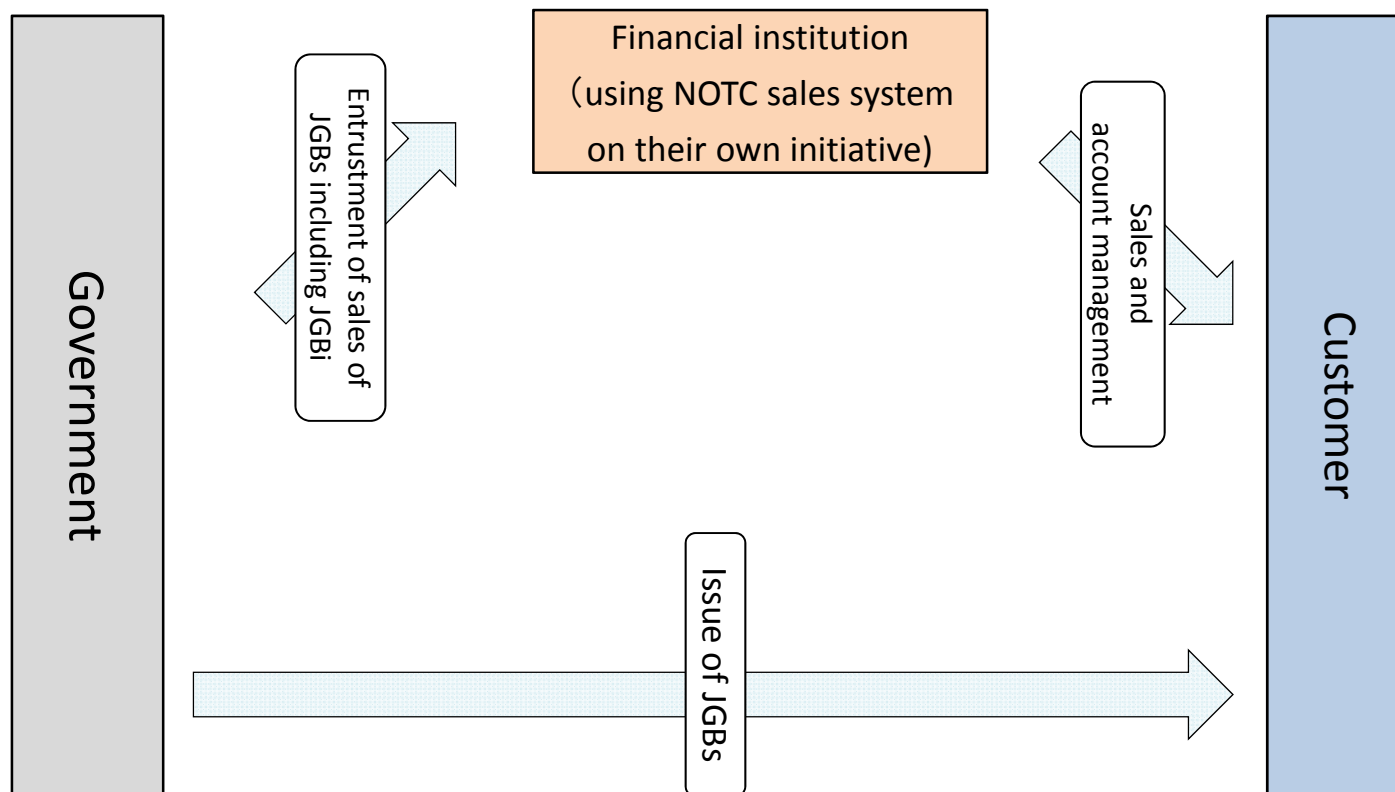 Government
Entrustment of sales of
JGBs including JGBi
Financial institution
（using NOTC sales system
on their own initiative)
Sales and
account management
Customer
Issue of JGBs